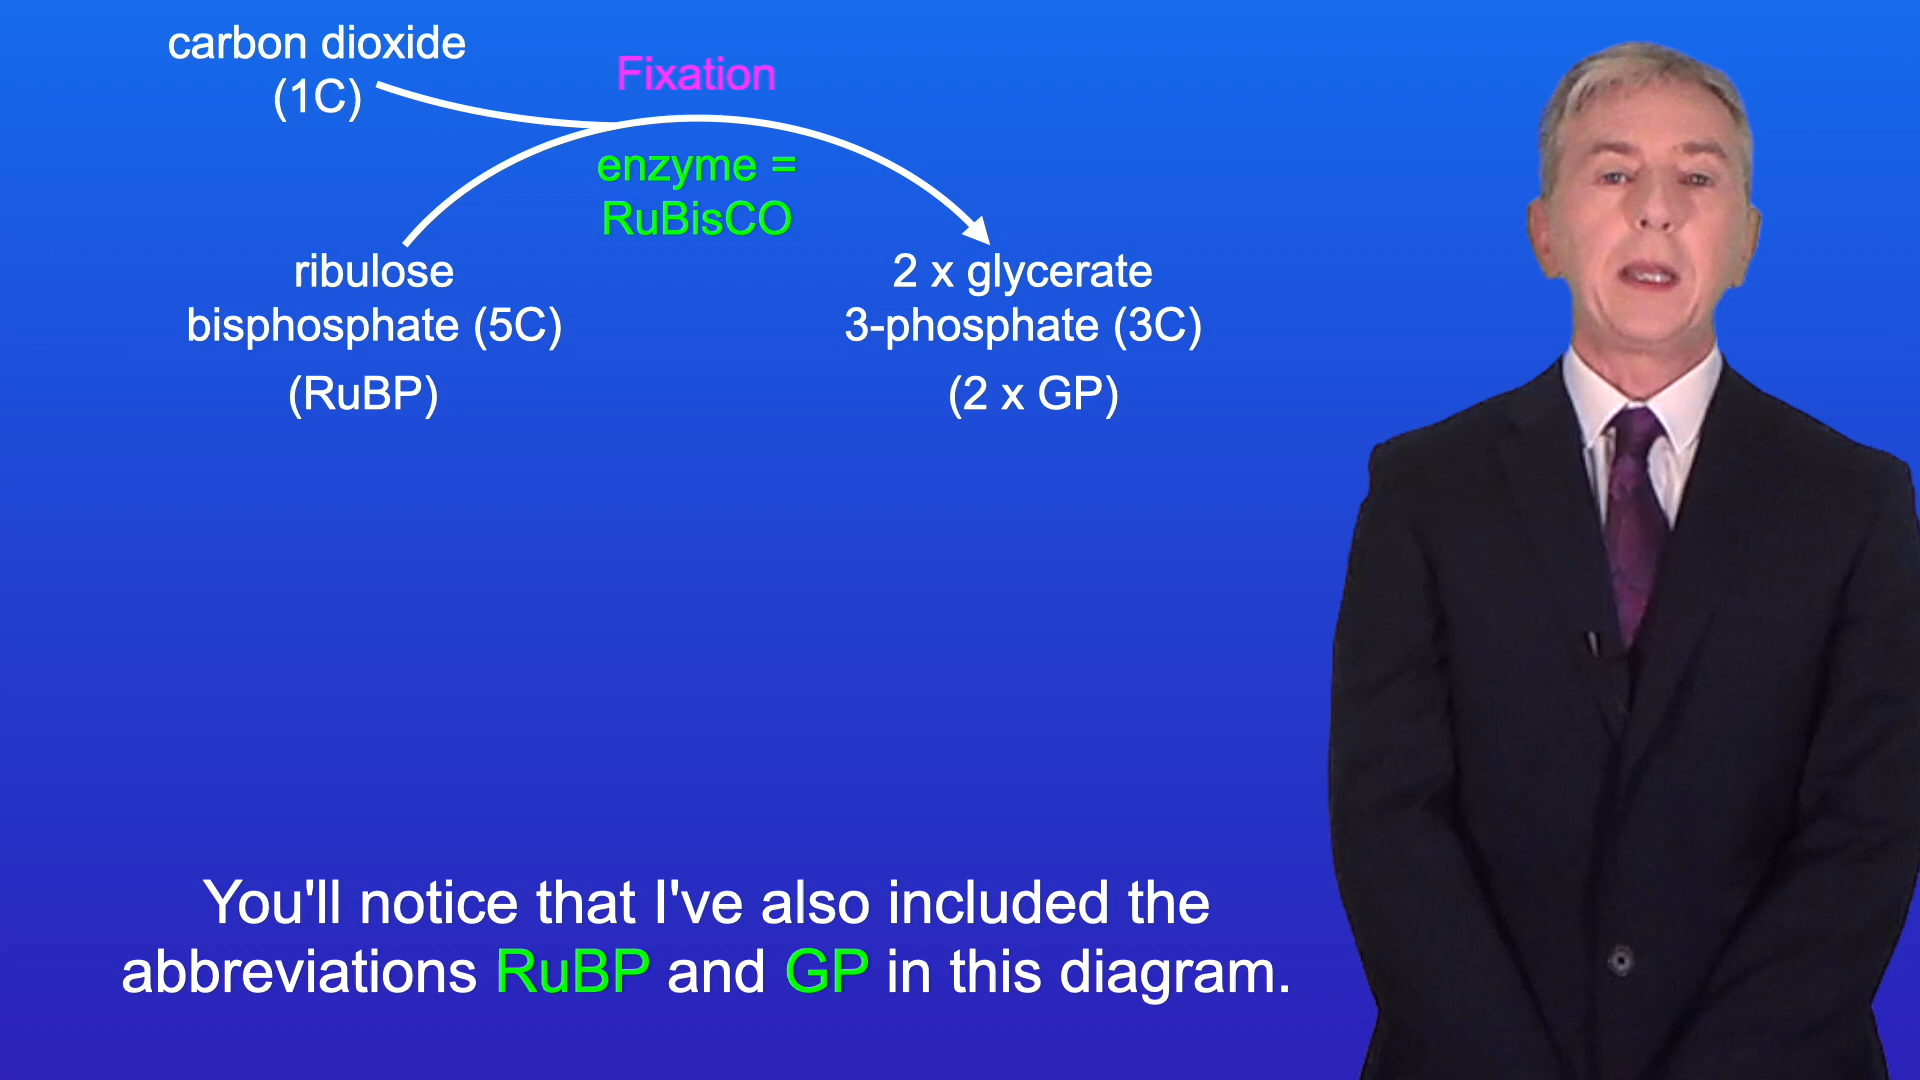 carbon dioxide
(1C)
Fixation
enzyme =
RuBisCO
ribulose
bisphosphate (5C)
(RuBP)
2 x glycerate
3-phosphate (3C)
(2 x GP)
You'll notice that I've also included the
abbreviations RuBP and GP in this diagram.